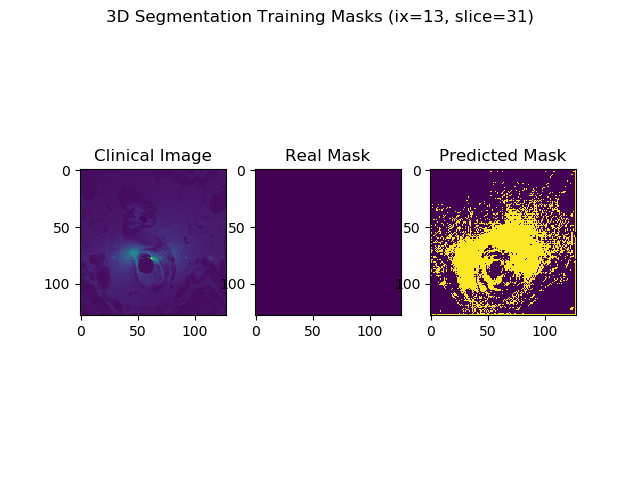 3D Segmentation Training Masks (ix=13, slice=31)
Clinical Image Real Mask Predicted Mask
0 0 0
50 50 50
100 100 100
0 50 100 0 50 100 0 50 100